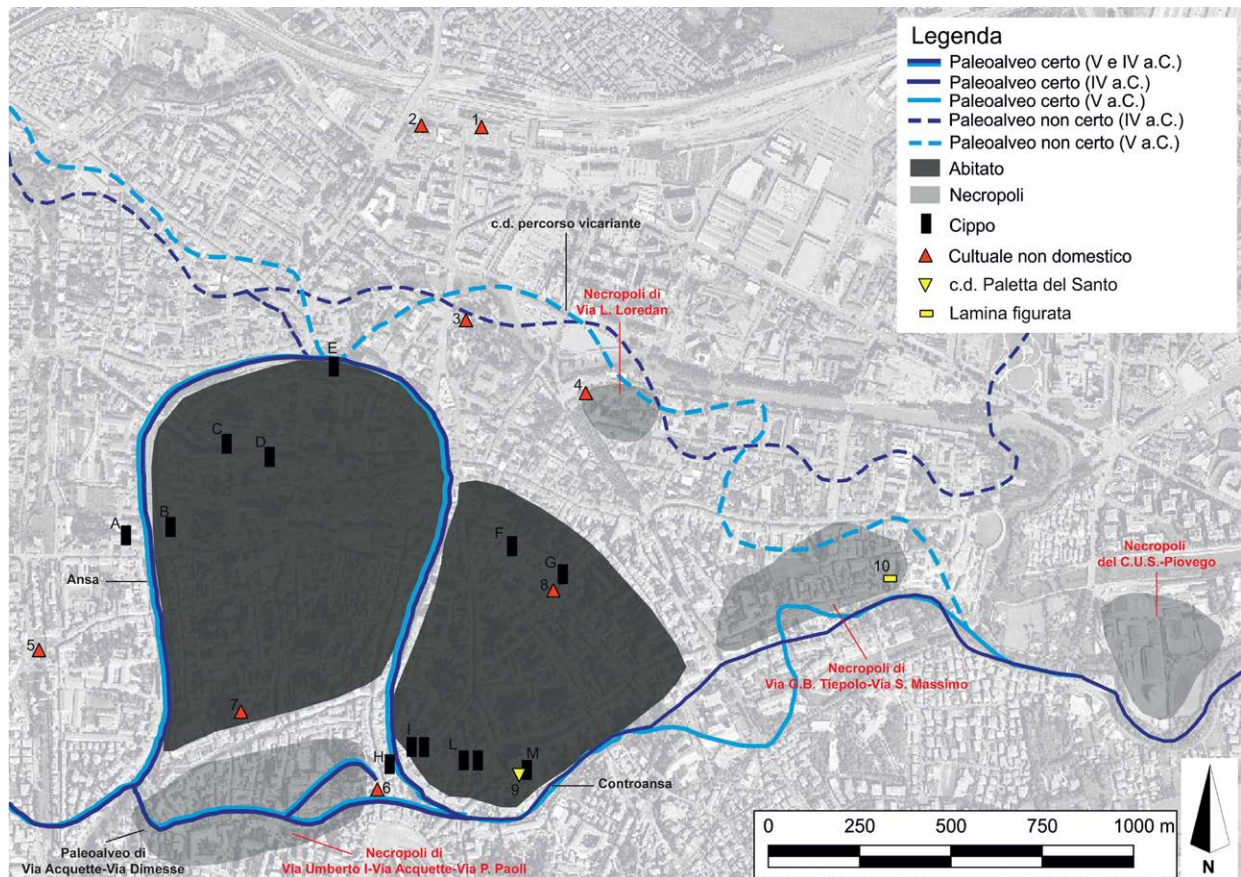 Legenda
Paleoalveo certo (V e IV a.C.)
Paleoalveo certo (IV a.C.)
Paleoalveo certo (V a.C.)
Paleoalveo non certo (IV a.C.)
Paleoalveo non certo (V a.C.)
Abitato
Necropoli
Cippo
Cultuale non domestico
c.d. Paletta del Santo
Lamina figurata
2
1
c.d. percorso vicariante
Necropoli di
Via L. Loredan
3
E
4
C
D
A
B
F
G
8
Ansa
10
Necropoli
del C.U.S.-Piovego
5
Necropoli di
Via G.B. Tiepolo-Via S. Massimo
7
I
L
H
M
9
6
Controansa
Paleoalveo di
Via Acquette-Via Dimesse
Necropoli di
Via Umberto I-Via Acquette-Via P. Paoli
0 250 500 750 1000 m
N